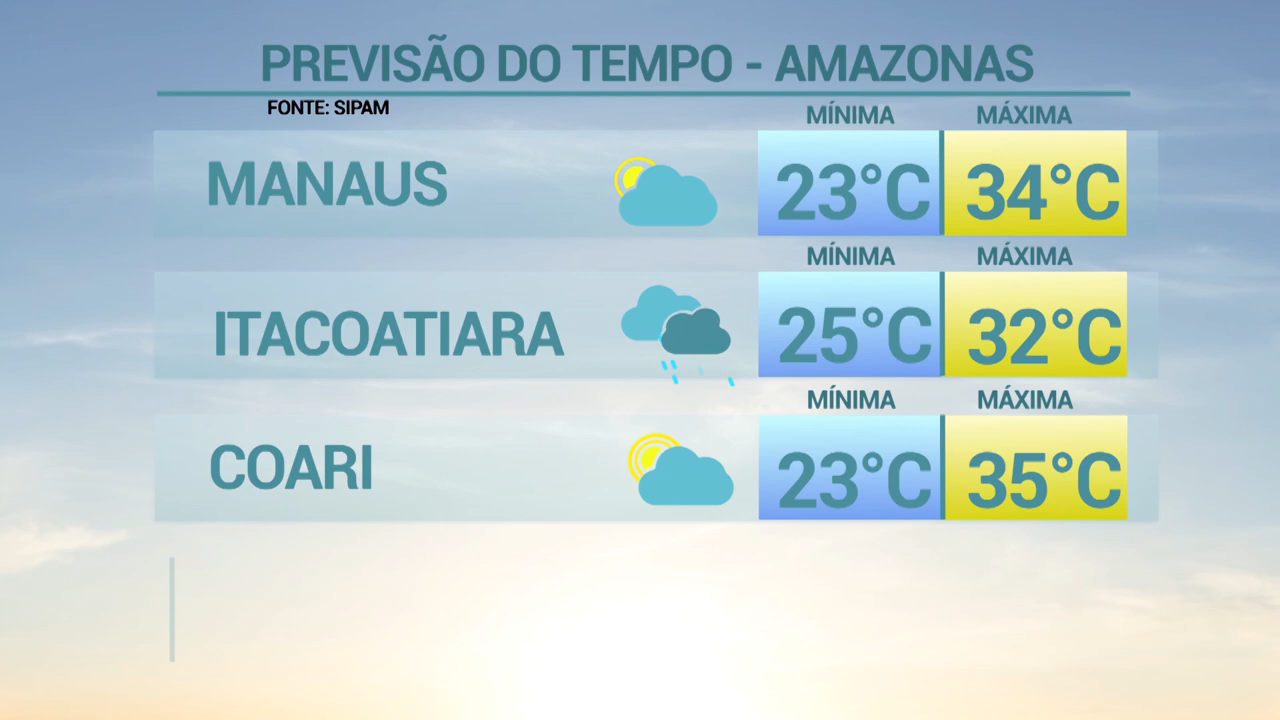 PREVISÃO DO TEMPO - AMAZONAS
FONTE: SIPAM
MÍNIMA MÁXIMA
MANAUS 23°C 34°C
MÍNIMA MÁXIMA
ITACOATIARA 25°C 32°C
MÍNIMA MÁXIMA
COARI 23°C 35°C